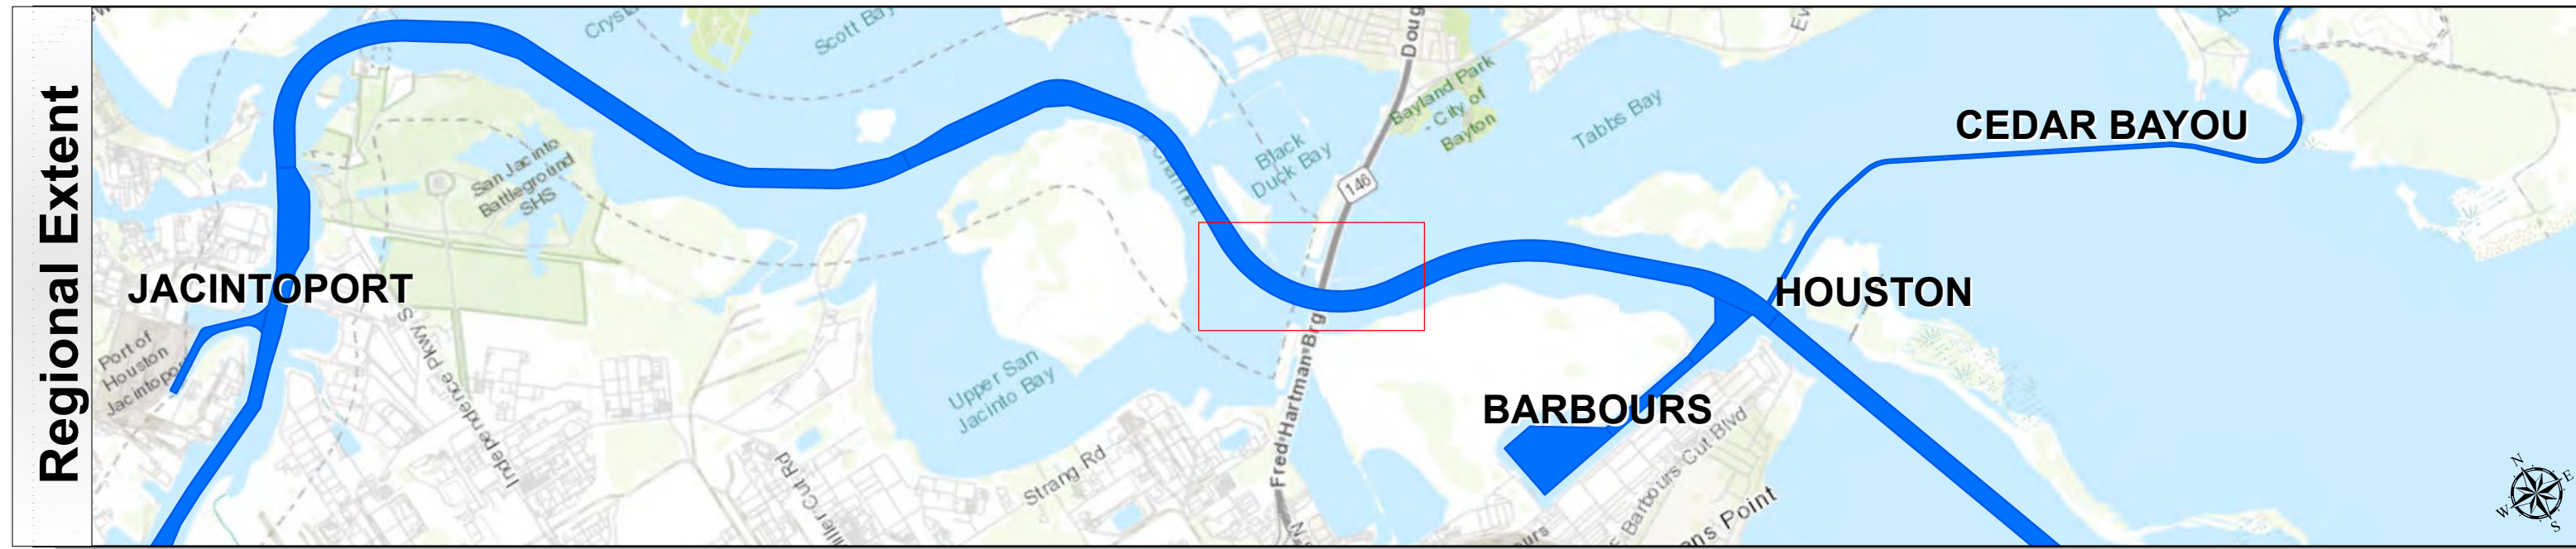 Regional Extent
Scott Bay
Black
Duck Bay
146
Bayland Park
- City of
Bayton
Tabbs Bay
CEDAR BAYOU
San Jacinto
Battleground
SHS
JACINTOPORT
HOUSTON
Port of
Houston
Independence Pkwy S
Upper San
Jacinto Bay
Fred Hartman Brg
BARBOURS
Strang Rd
E Barbours Cut Blvd
N
E
S
W